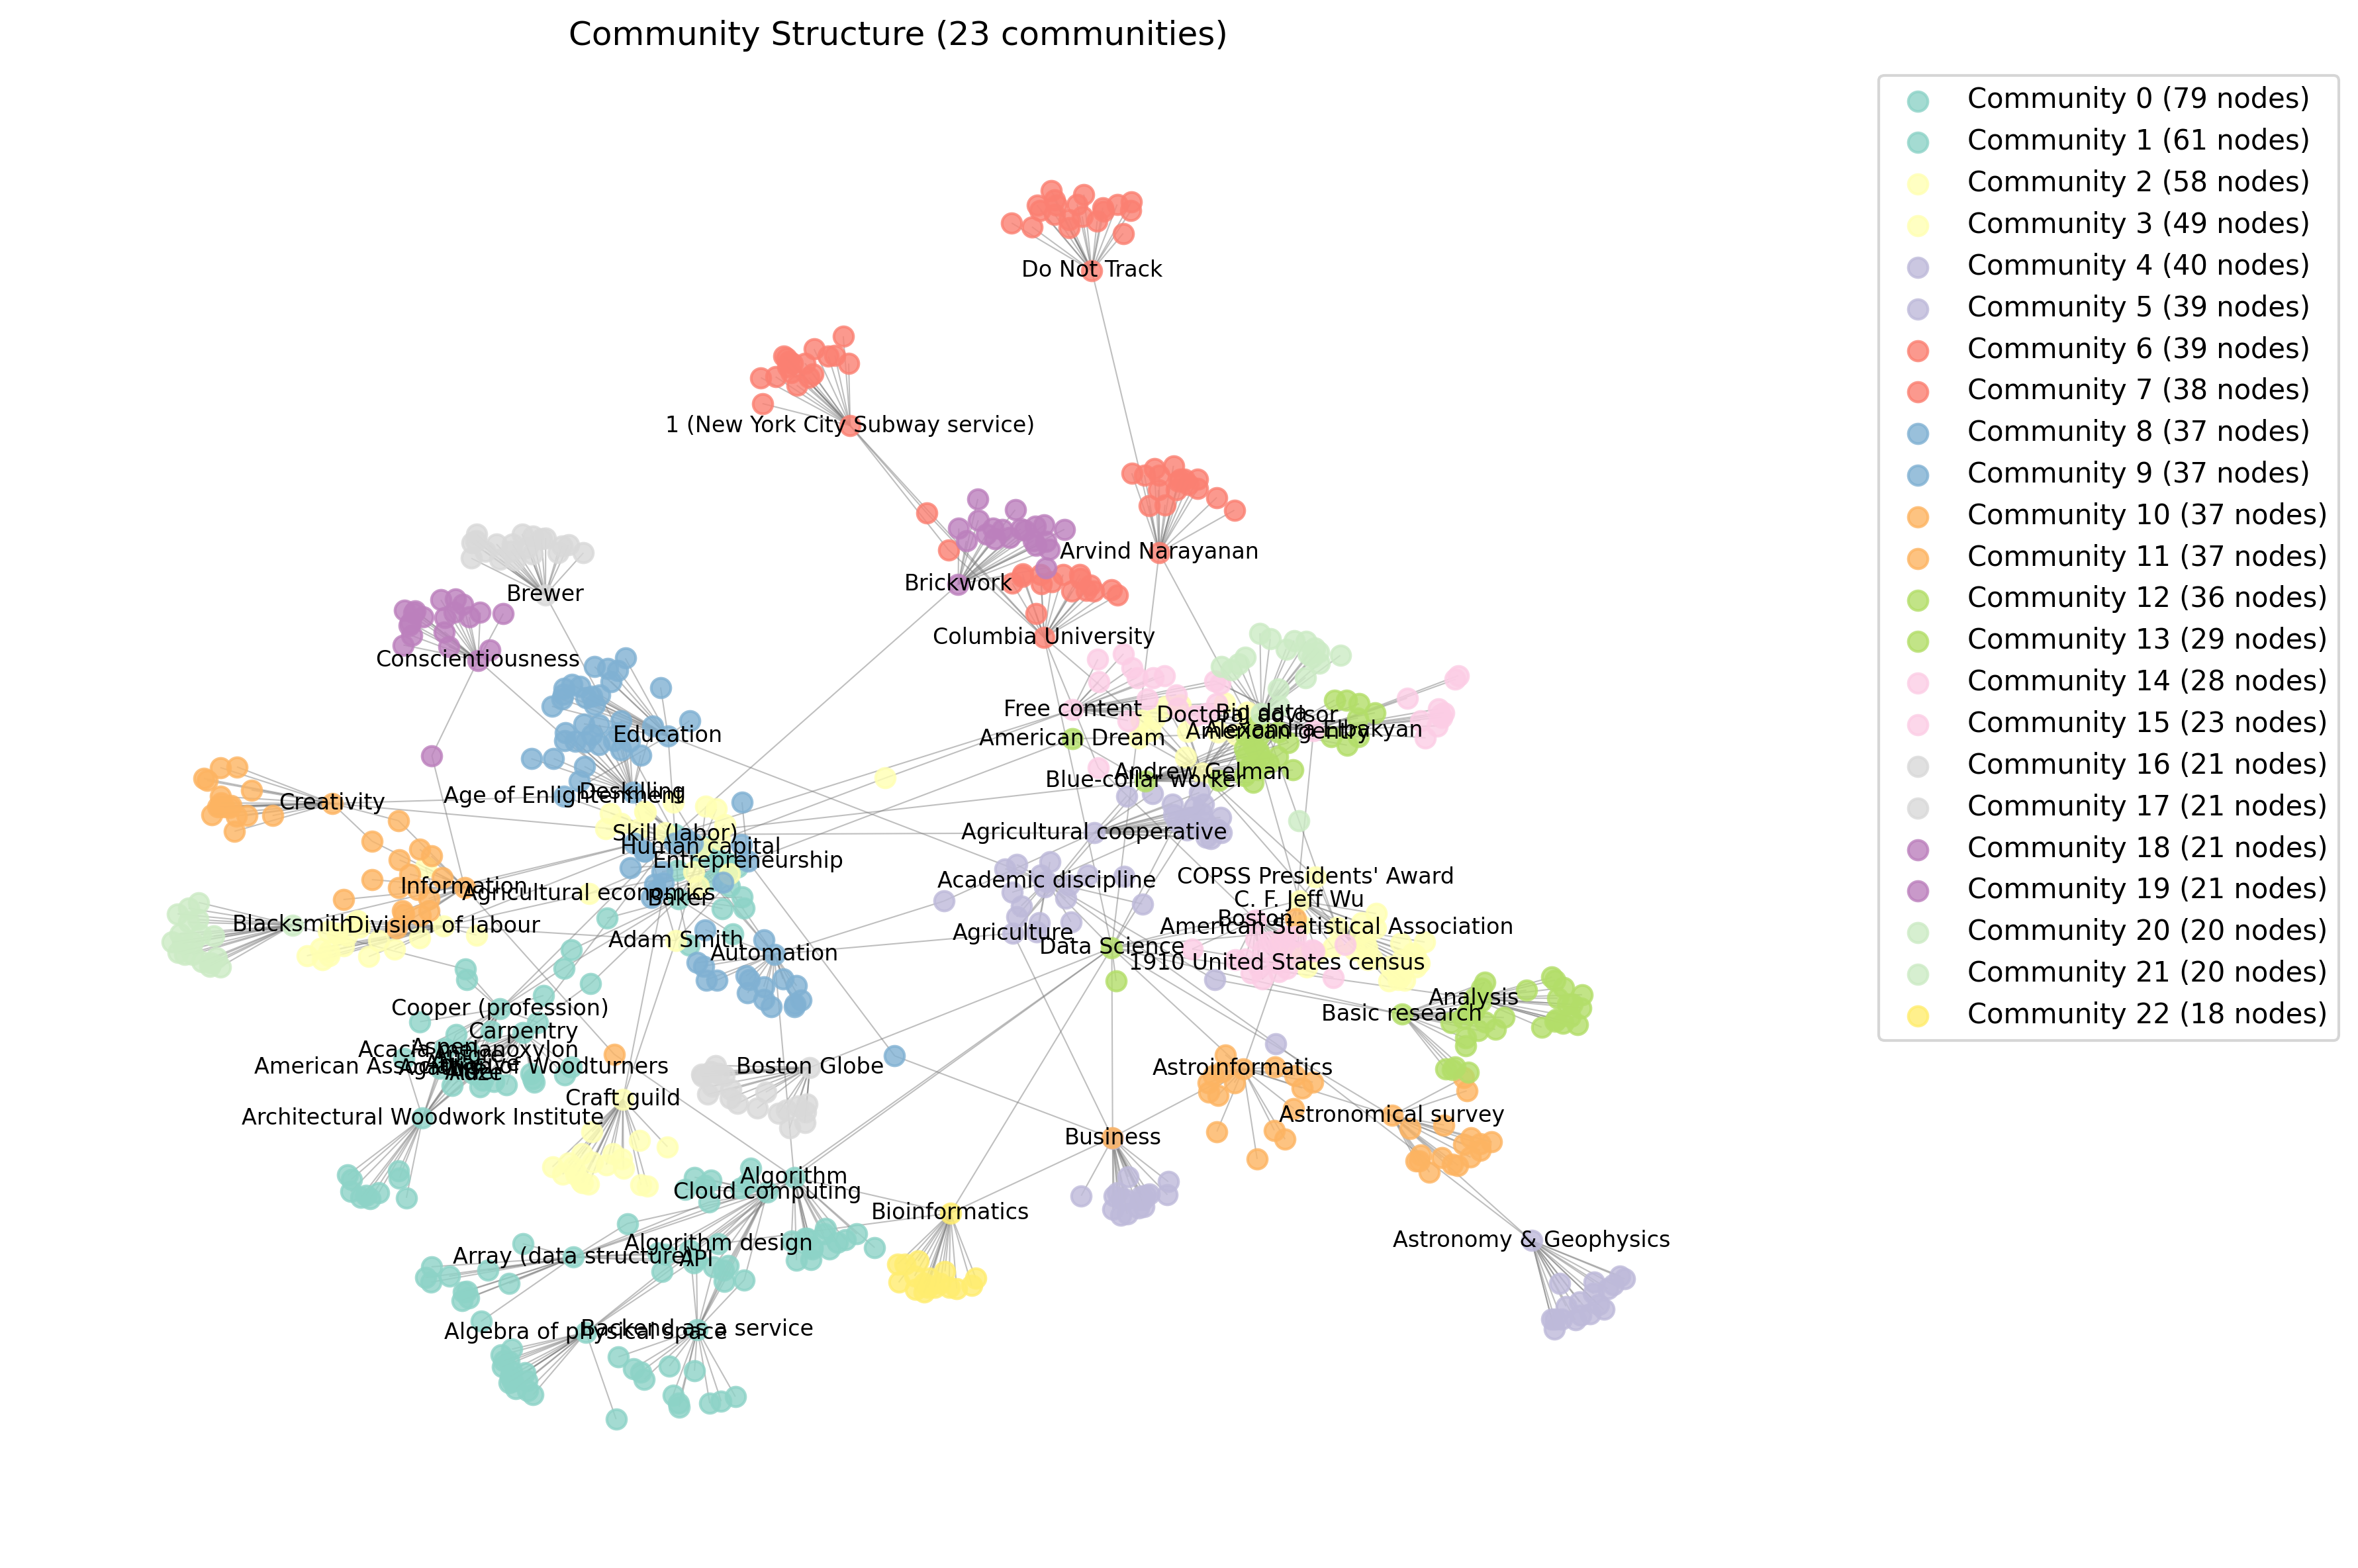 Community Structure (23 communities)
Community 0 (79 nodes)
Community 1 (61 nodes)
Community 2 (58 nodes)
Community 3 (49 nodes)
Community 4 (40 nodes)
Community 5 (39 nodes)
Community 6 (39 nodes)
Community 7 (38 nodes)
Community 8 (37 nodes)
Community 9 (37 nodes)
Community 10 (37 nodes)
Community 11 (37 nodes)
Community 12 (36 nodes)
Community 13 (29 nodes)
Community 14 (28 nodes)
Community 15 (23 nodes)
Community 16 (21 nodes)
Community 17 (21 nodes)
Community 18 (21 nodes)
Community 19 (21 nodes)
Community 20 (20 nodes)
Community 21 (20 nodes)
Community 22 (18 nodes)
Do Not Track
1 (New York City Subway service)
Arvind Narayanan
Brickwork
Brewer
Columbia University
Conscientiousness
Free content
Big data
Doctoral advisor
Alexandra Elbakyan
American gentry
Education
American Dream
Andrew Gelman
Blue-collar worker
Deskilling
Age of Enlightenment
Creativity
Skill (labor)
Agricultural cooperative
Human capital
Entrepreneurship
COPSS Presidents' Award
Academic discipline
Information
Agricultural economics
Baker
C. F. Jeff Wu
Boston
Blacksmith
Division of labour
American Statistical Association
Agriculture
Adam Smith
Data Science
Automation
1910 United States census
Analysis
Cooper (profession)
Basic research
Carpentry
Aspen
Acacia melanoxylon
American Association of Woodturners
Boston Globe
Astroinformatics
Craft guild
Architectural Woodwork Institute
Astronomical survey
Business
Algorithm
Cloud computing
Bioinformatics
Algorithm design
Astronomy & Geophysics
Array (data structure)
API
Backend as a service
Algebra of physical space